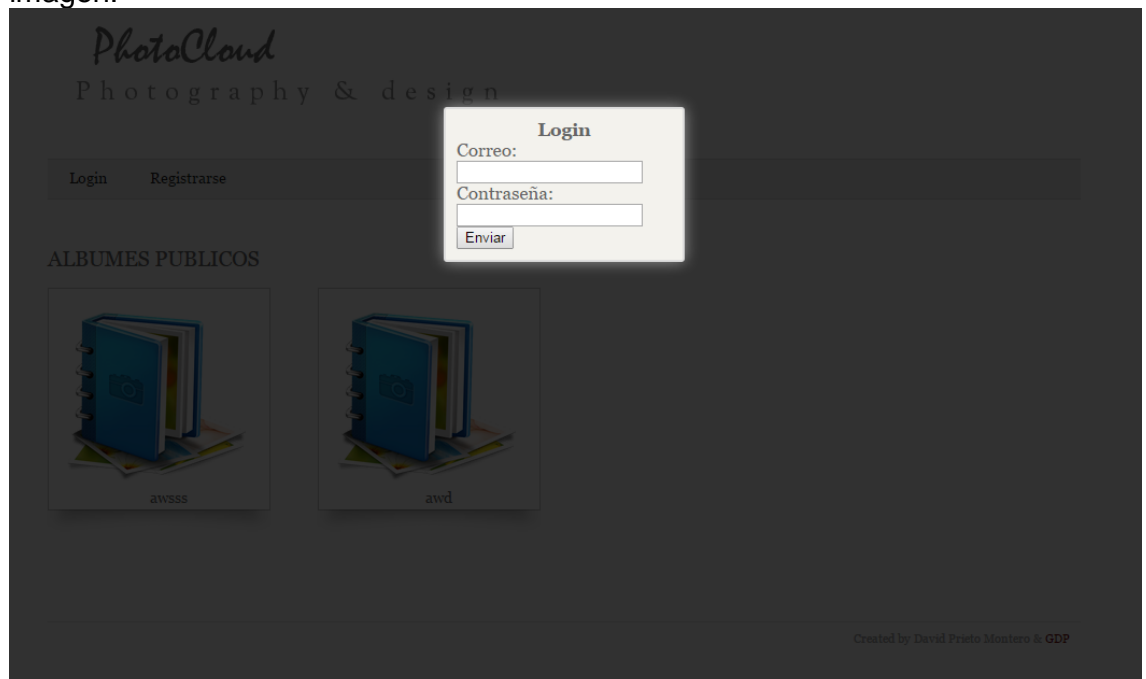 imagen.
PhotoCloud
Photography & design
Login
Correo:
Contraseña:
Enviar
Login Registrarse
ALBUMES PUBLICOS
awsss awd
Created by David Prieto Montero & GDP